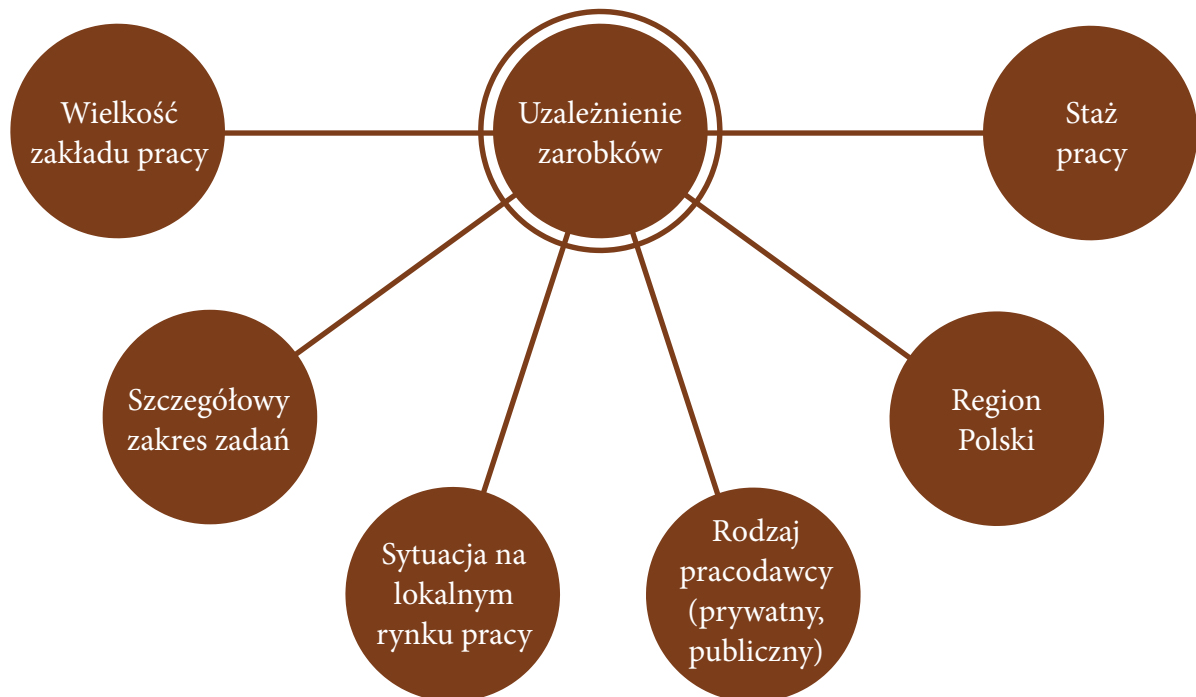 Wielkość
zakładu pracy
Uzależnienie
zarobków
Staż
pracy
Szczegółowy
zakres zadań
Region
Polski
Sytuacja na
lokalnym
rynku pracy
Rodzaj
pracodawcy
(prywatny,
publiczny)